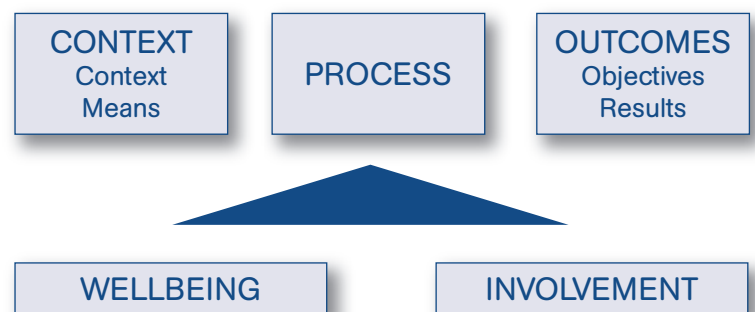 CONTEXT
Context
Means
PROCESS
OUTCOMES
Objectives
Results
WELLBEING
INVOLVEMENT